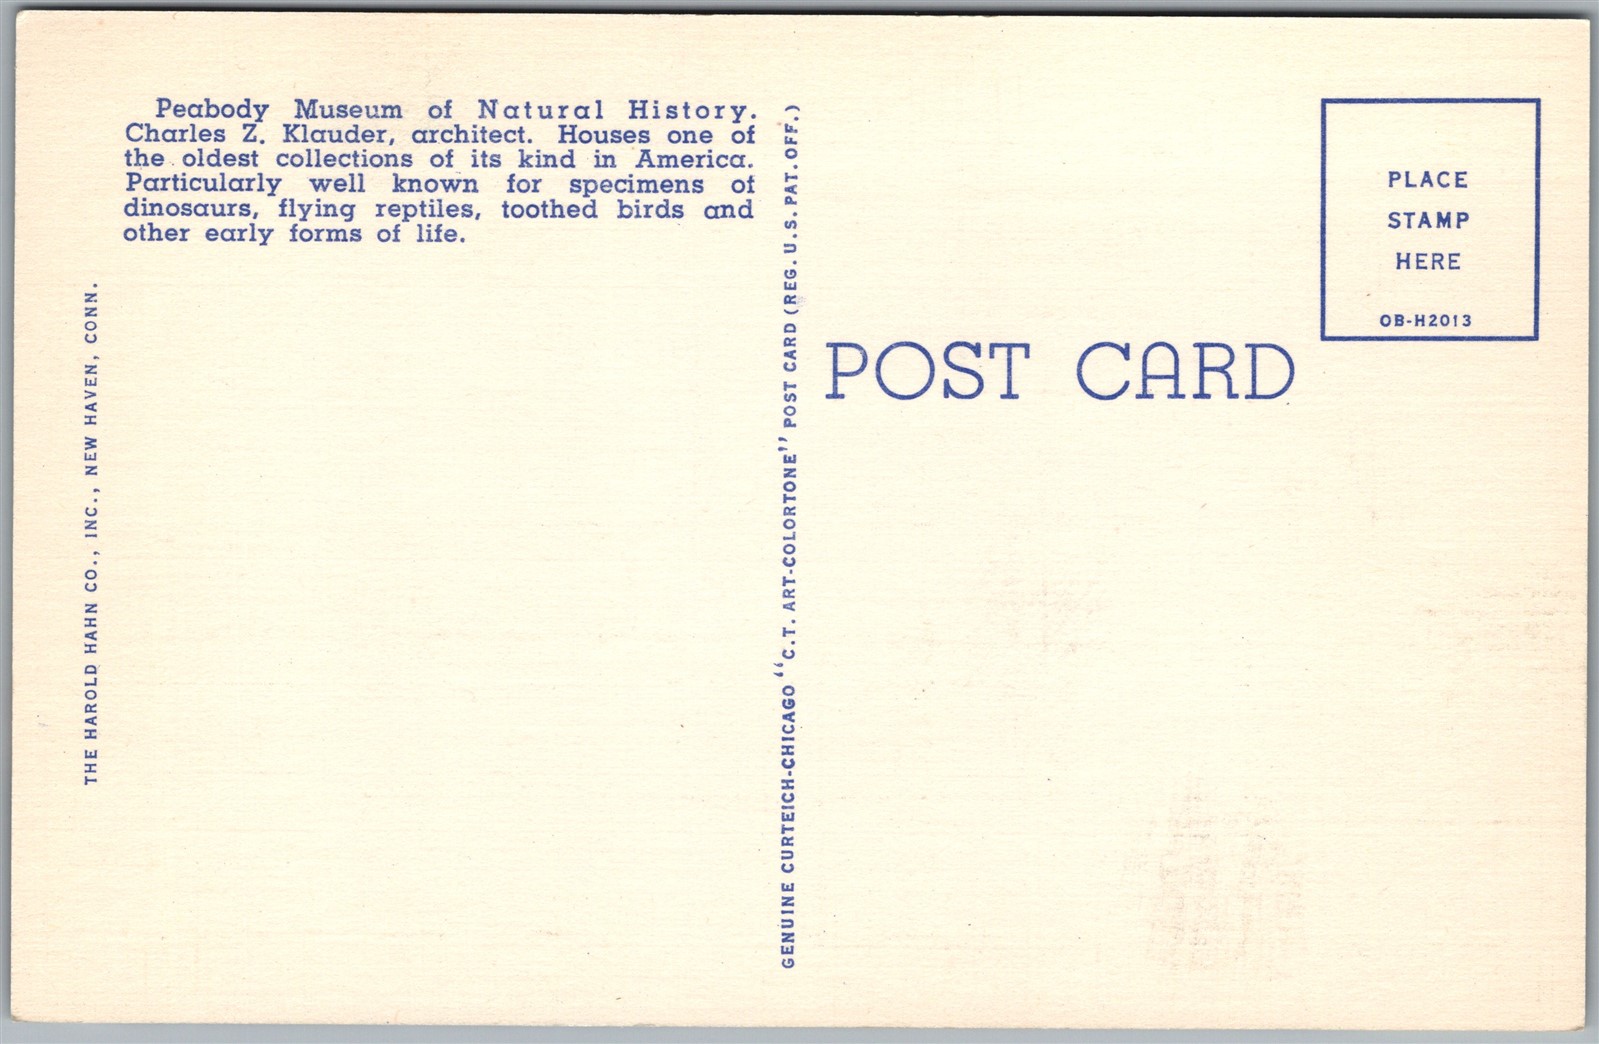 Peabody Museum of Natural History.
Charles Z. Klauder, architect. Houses one of
the oldest collections of its kind in America.
Particularly well known for specimens of
dinosaurs, flying reptiles, toothed birds and
other early forms of life.
THE HAROLD HAHN CO., INC., NEW HAVEN, CONN.
GENUINE CURTEICH-CHICAGO "C.T. ART-COLORTONE" POST CARD (REG. U.S. PAT. OFF.)
POST CARD
PLACE
STAMP
HERE
OB-H2013